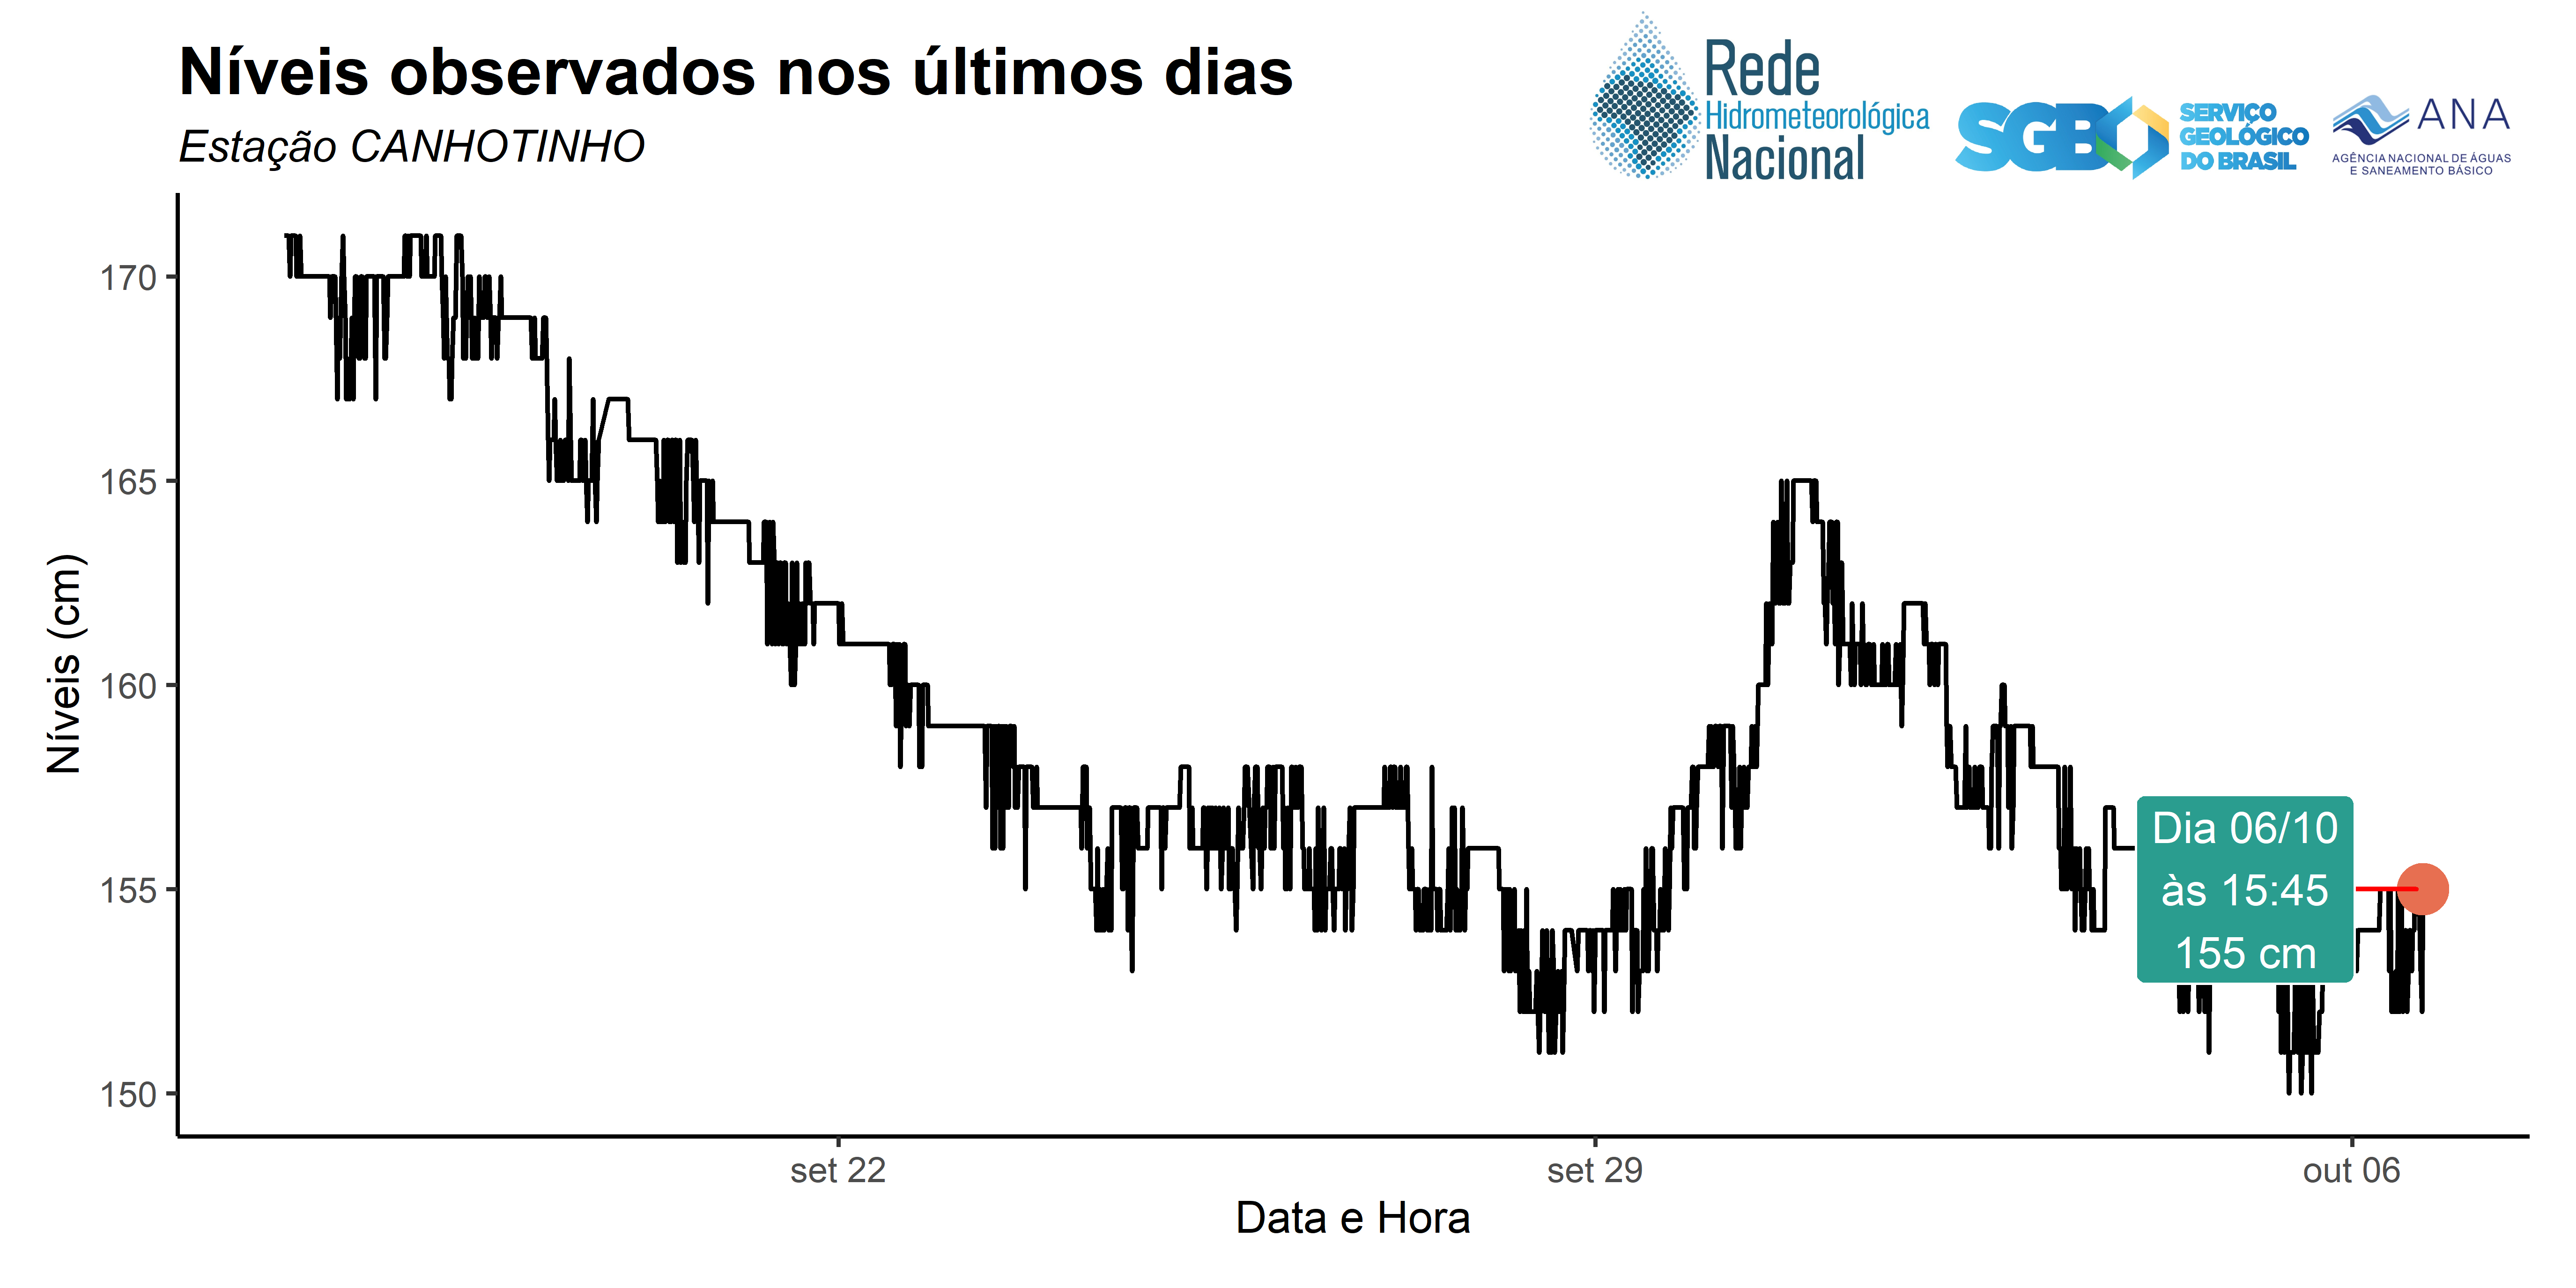 Níveis observados nos últimos dias
Estação CANHOTINHO
Rede
Hidrometeorológica
Nacional
SGB
SERVIÇO
GEOLÓGICO
DO BRASIL
ANA
AGÊNCIA NACIONAL DE ÁGUAS
E SANEAMENTO BÁSICO
Níveis (cm)
170
165
160
155
150
Dia 06/10
às 15:45
155 cm
set 22
set 29
out 06
Data e Hora